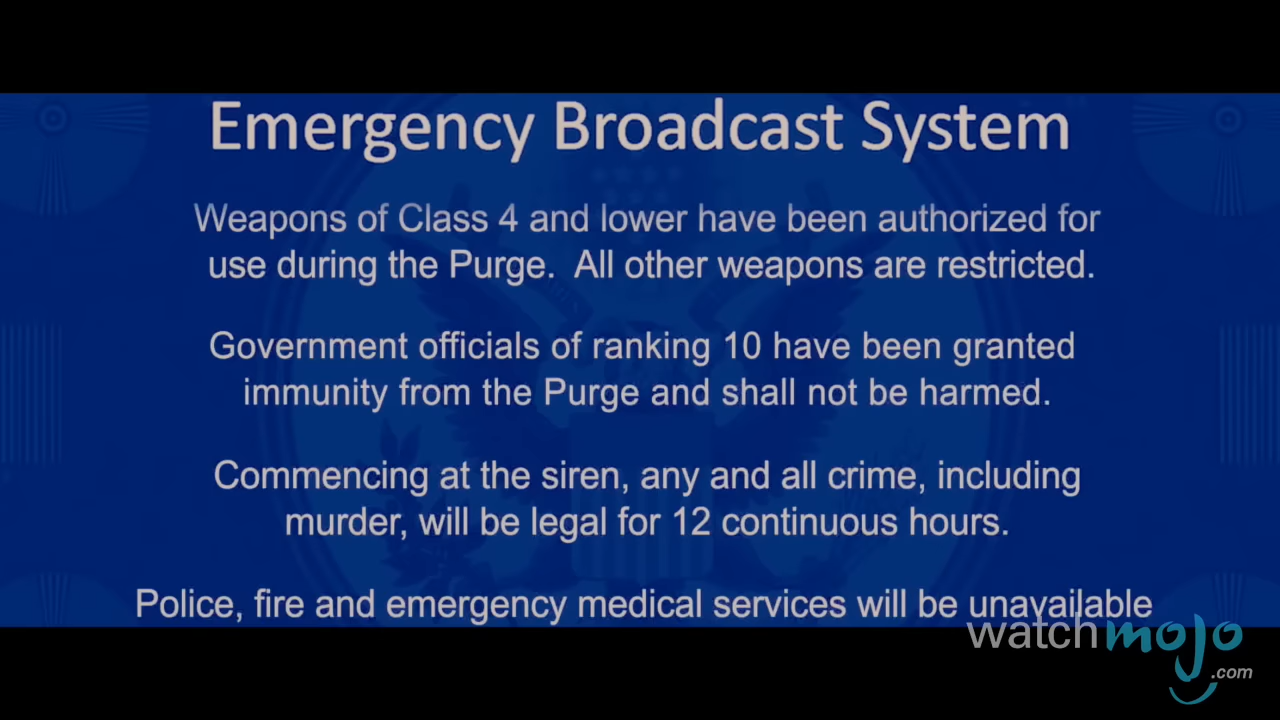 Emergency Broadcast System
Weapons of Class 4 and lower have been authorized for
use during the Purge.  All other weapons are restricted.
Government officials of ranking 10 have been granted
immunity from the Purge and shall not be harmed.
Commencing at the siren, any and all crime, including
murder, will be legal for 12 continuous hours.
Police, fire and emergency medical services will be unavailable
watchmojo
.com